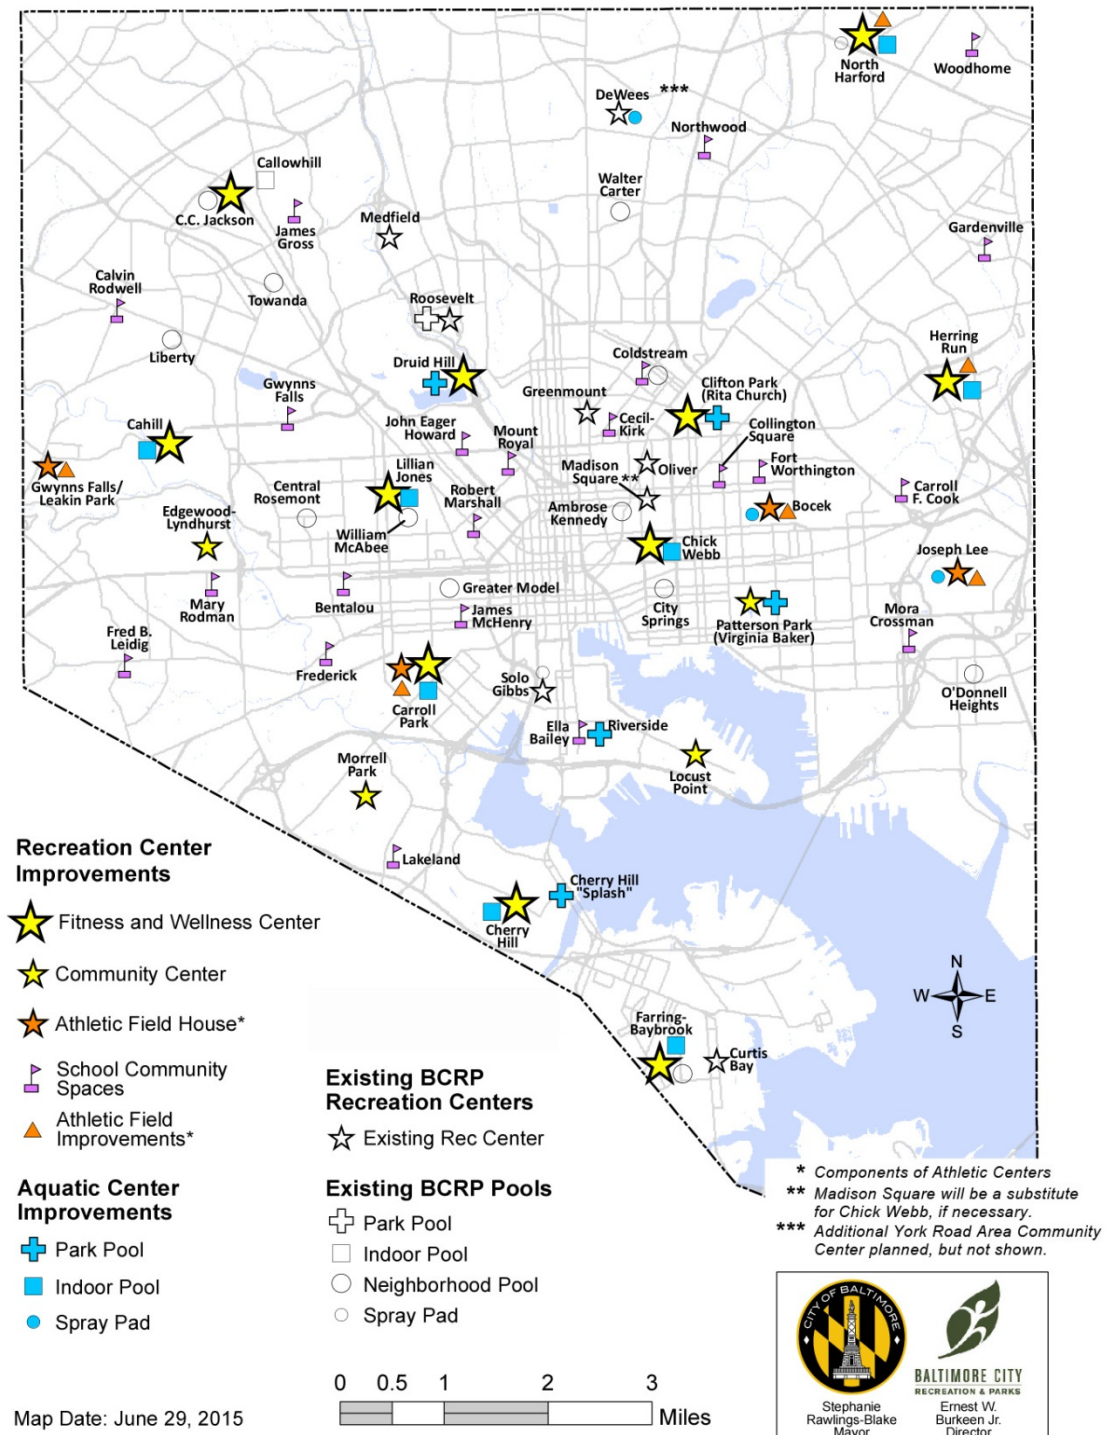 North
Harford
Woodhome
DeWees ***
Northwood
Callowhill
C.C. Jackson
James
Gross
Medfield
Walter
Carter
Gardenville
Calvin
Rodwell
Towanda
Roosevelt
Liberty
Druid Hill
Coldstream
Herring
Run
Gwynns
Falls
Greenmount
Clifton Park
(Rita Church)
Cahill
John Eager
Howard
Mount
Royal
Cecil-
Kirk
Collington
Square
Gwynns Falls/
Leakin Park
Lillian
Jones
Madison
Square **
Oliver
Fort
Worthington
Central
Rosemont
Robert
Marshall
Ambrose
Kennedy
Bocek
Carroll
F. Cook
Edgewood-
Lyndhurst
William
McAbee
Chick
Webb
Joseph Lee
Mary
Rodman
Bentalou
Greater Model
City
Springs
James
McHenry
Patterson Park
(Virginia Baker)
Mora
Crossman
Fred B.
Leidig
Frederick
Solo
Gibbs
O'Donnell
Heights
Carroll
Park
Ella
Bailey
Riverside
Morrell
Park
Locust
Point
Lakeland
Cherry Hill
"Splash"
Cherry
Hill
Farring-
Baybrook
Curtis
Bay
N
W E
S
Recreation Center
Improvements
Fitness and Wellness Center
Community Center
Athletic Field House*
School Community
Spaces
Athletic Field
Improvements*
Aquatic Center
Improvements
Park Pool
Indoor Pool
Spray Pad
Existing BCRP
Recreation Centers
Existing Rec Center
Existing BCRP Pools
Park Pool
Indoor Pool
Neighborhood Pool
Spray Pad
* Components of Athletic Centers
** Madison Square will be a substitute
for Chick Webb, if necessary.
*** Additional York Road Area Community
Center planned, but not shown.
0 0.5 1 2 3
Miles
Map Date: June 29, 2015
CITY OF BALTIMORE
Stephanie
Rawlings-Blake
Mayor
BALTIMORE CITY
RECREATION & PARKS
Ernest W.
Burkeen Jr.
Director